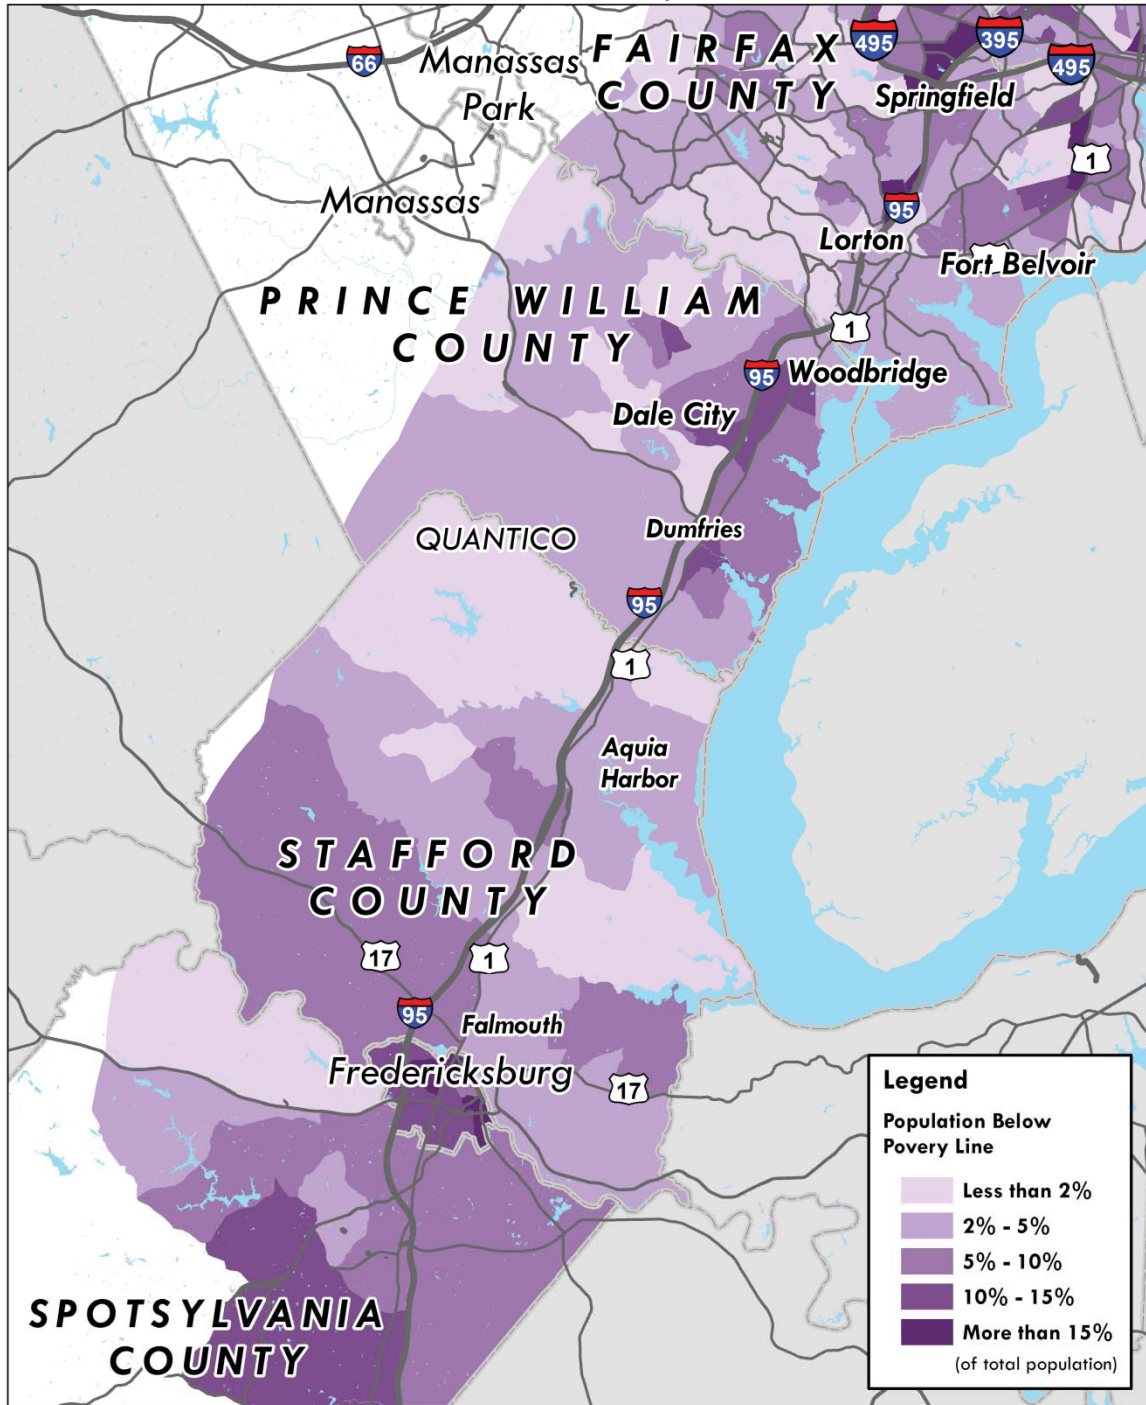 FAIRFAX
COUNTY
495
395
495
66
Manassas
Park
Springfield
1
Manassas
95
Lorton
Fort Belvoir
PRINCE WILLIAM
COUNTY
1
95
Woodbridge
Dale City
QUANTICO
Dumfries
95
1
Aquia
Harbor
STAFFORD
COUNTY
17
1
95
Falmouth
Fredericksburg
17
SPOTSYLVANIA
COUNTY
Legend
Population Below
Povery Line
Less than 2%
2% - 5%
5% - 10%
10% - 15%
More than 15%
(of total population)